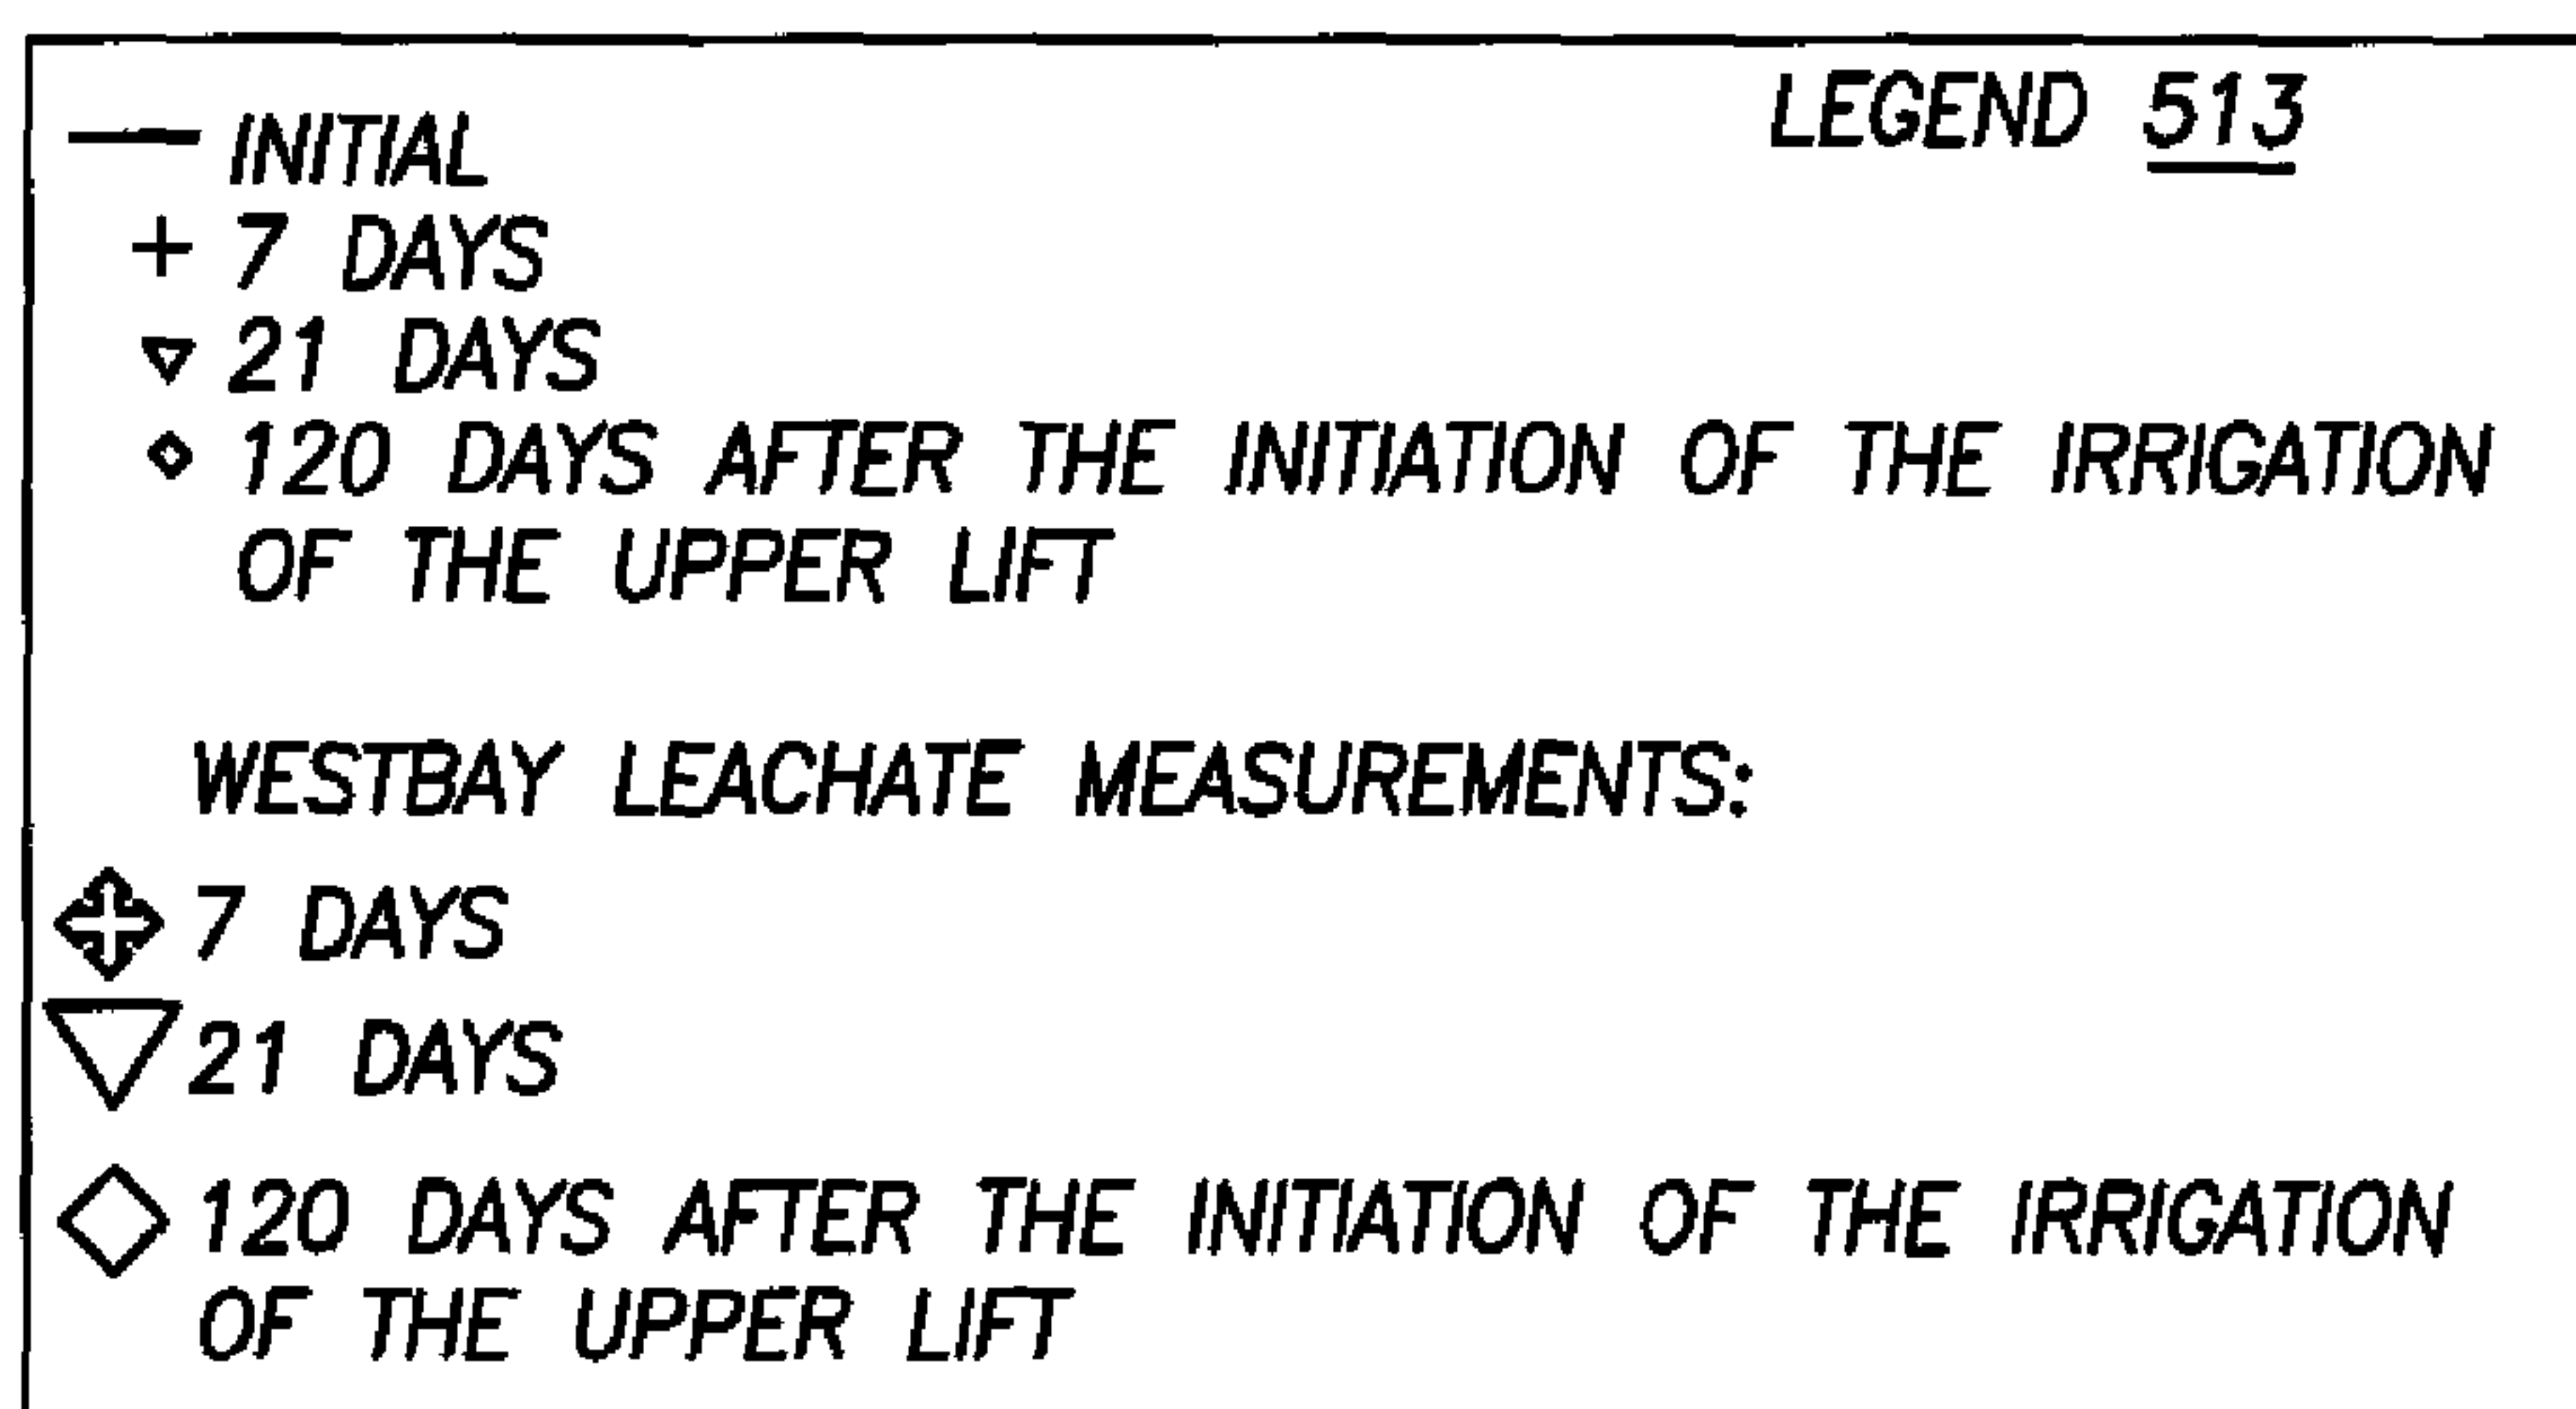 LEGEND 513
INITIAL
7 DAYS
21 DAYS
120 DAYS AFTER THE INITIATION OF THE IRRIGATION
OF THE UPPER LIFT
WESTBAY LEACHATE MEASUREMENTS:
7 DAYS
21 DAYS
120 DAYS AFTER THE INITIATION OF THE IRRIGATION
OF THE UPPER LIFT